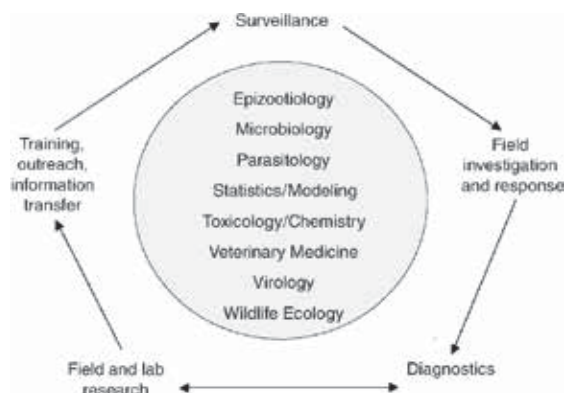 Surveillance
Epizootiology
Microbiology
Parasitology
Statistics/Modeling
Toxicology/Chemistry
Veterinary Medicine
Virology
Wildlife Ecology
Training,
outreach,
information
transfer
Field
investigation
and response
Field and lab
research
Diagnostics